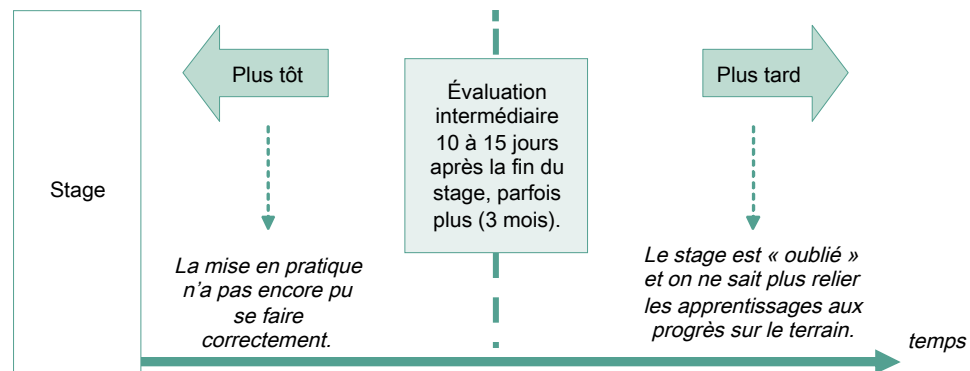 Stage
Plus tôt
La mise en pratique
n’a pas encore pu
se faire
correctement.
Évaluation
intermédiaire
10 à 15 jours
après la fin du
stage, parfois
plus (3 mois).
Plus tard
Le stage est « oublié »
et on ne sait plus relier
les apprentissages aux
progrès sur le terrain.
temps